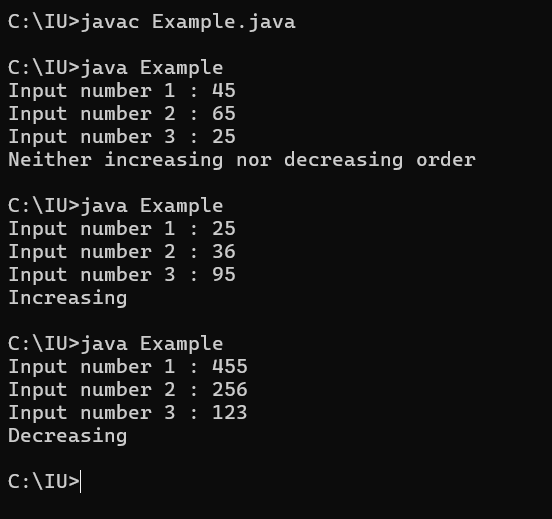 C:\IU>javac Example.java
C:\IU>java Example
Input number 1 : 45
Input number 2 : 65
Input number 3 : 25
Neither increasing nor decreasing order
C:\IU>java Example
Input number 1 : 25
Input number 2 : 36
Input number 3 : 95
Increasing
C:\IU>java Example
Input number 1 : 455
Input number 2 : 256
Input number 3 : 123
Decreasing
C:\IU>